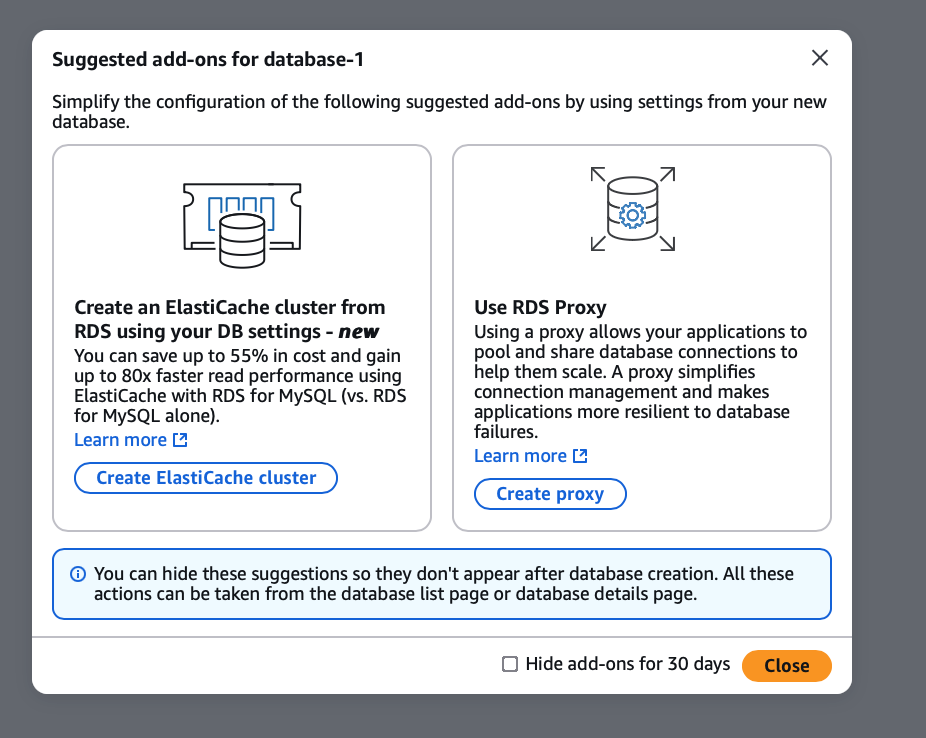 Suggested add-ons for database-1
Simplify the configuration of the following suggested add-ons by using settings from your new
database.
Create an ElastiCache cluster from
RDS using your DB settings - new
You can save up to 55% in cost and gain
up to 80x faster read performance using
ElastiCache with RDS for MySQL (vs. RDS
for MySQL alone).
Learn more
Create ElastiCache cluster
Use RDS Proxy
Using a proxy allows your applications to
pool and share database connections to
help them scale. A proxy simplifies
connection management and makes
applications more resilient to database
failures.
Learn more
Create proxy
You can hide these suggestions so they don't appear after database creation. All these
actions can be taken from the database list page or database details page.
Hide add-ons for 30 days
Close